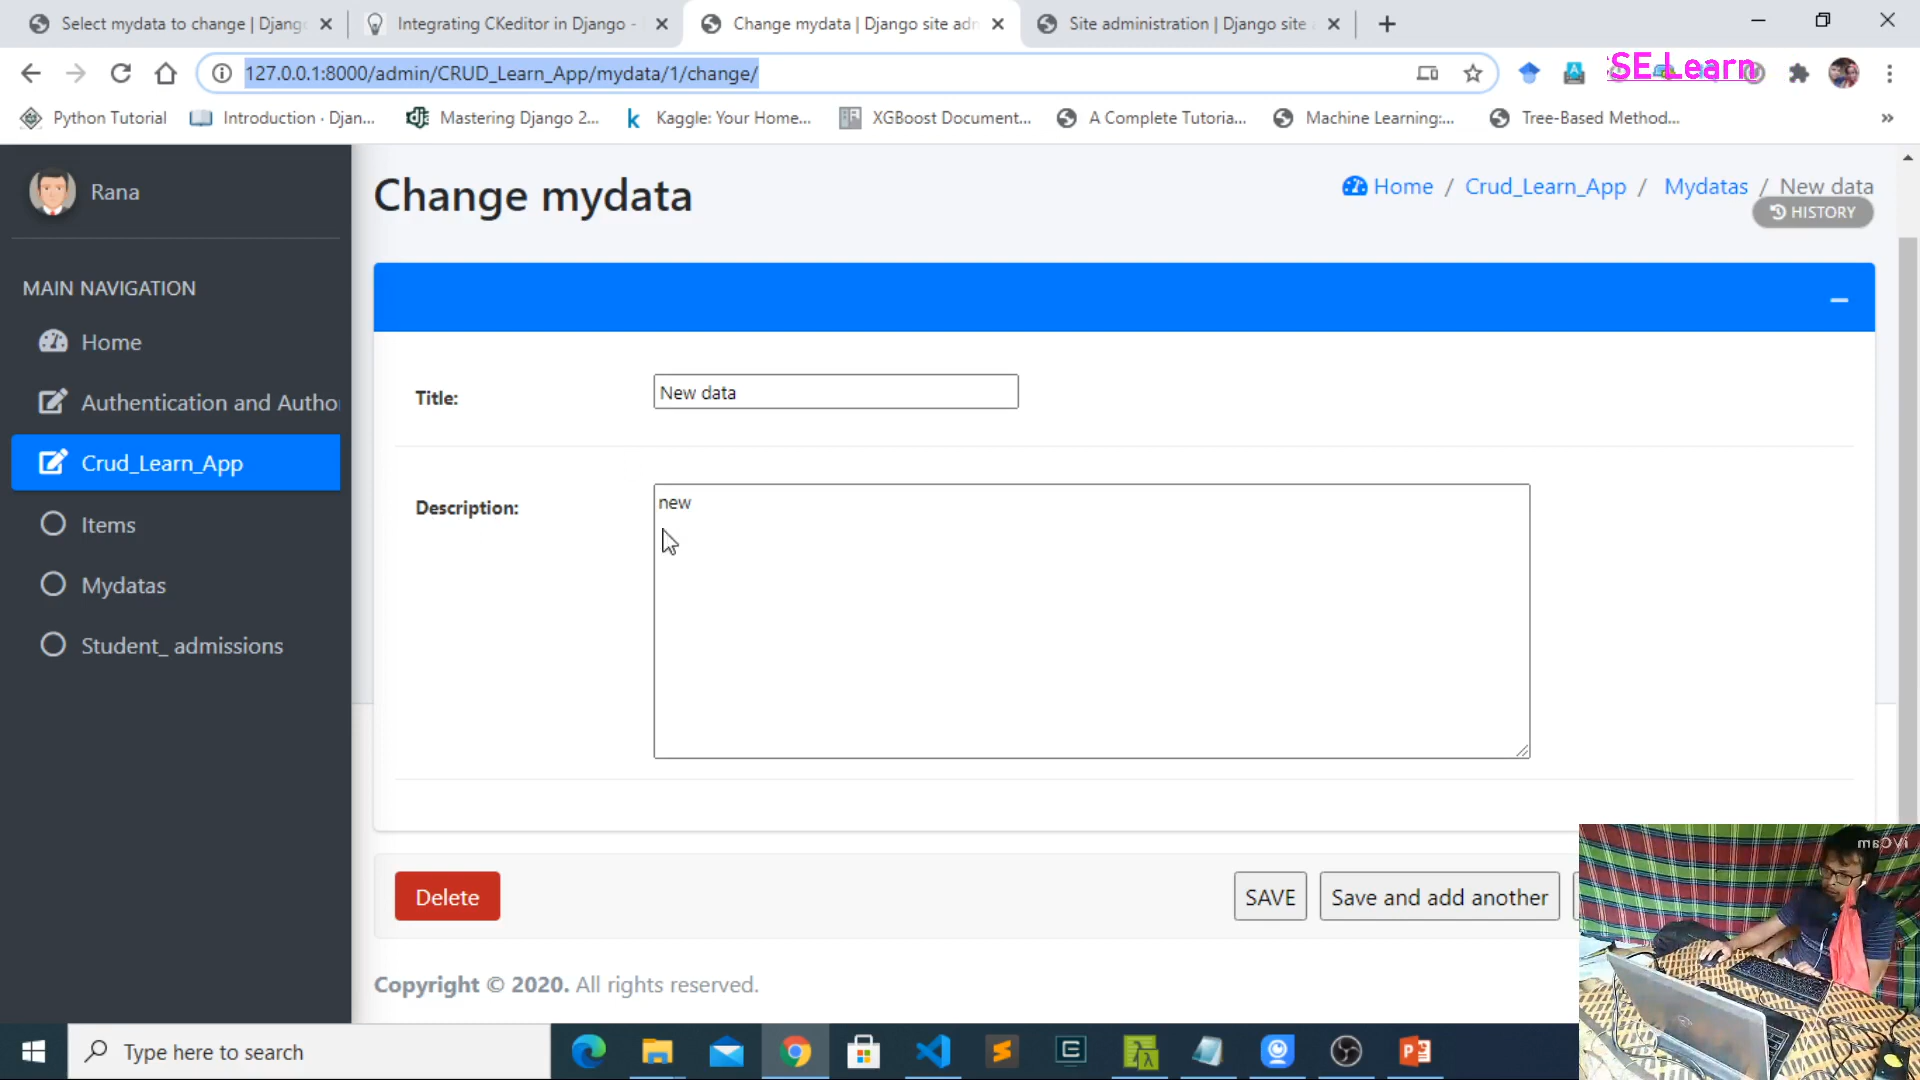 Select mydata to change | Django
Integrating CKeditor in Django -
Change mydata | Django site adm
Site administration | Django site
127.0.0.1:8000/admin/CRUD_Learn_App/mydata/1/change/
SE Learn
Python Tutorial
Introduction · Djan...
Mastering Django 2...
Kaggle: Your Home...
XGBoost Document...
A Complete Tutoria...
Machine Learning:...
Tree-Based Method...
»
Rana
MAIN NAVIGATION
Home
Authentication and Autho
Crud_Learn_App
Items
Mydatas
Student_ admissions
Change mydata
Home / Crud_Learn_App / Mydatas / New data
HISTORY
Title:
New data
Description:
new
Delete
SAVE
Save and add another
Copyright © 2020. All rights reserved.
iVCam
Type here to search